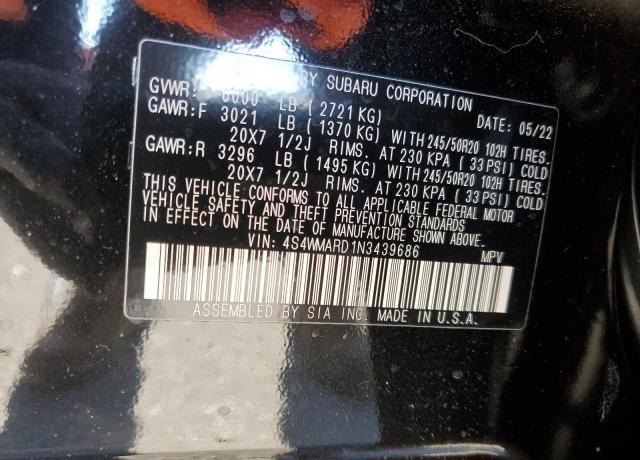 BY SUBARU CORPORATION DATE: 05/22
GVWR: 6000 LB ( 2721 KG)
GAWR:F 3021 LB ( 1370 KG) WITH 245/50R20 102H TIRES.
20X7 1/2J RIMS. AT 230 KPA ( 33 PSI) COLD
GAWR:R 3296 LB ( 1495 KG) WITH 245/50R20 102H TIRES.
20X7 1/2J RIMS. AT 230 KPA ( 33 PSI) COLD
THIS VEHICLE CONFORMS TO ALL APPLICABLE FEDERAL MOTOR
VEHICLE SAFETY AND THEFT PREVENTION STANDARDS
IN EFFECT ON THE DATE OF MANUFACTURE SHOWN ABOVE.
VIN: 4S4WMARD1N3439686 MPV
ASSEMBLED BY SIA INC. MADE IN U.S.A.